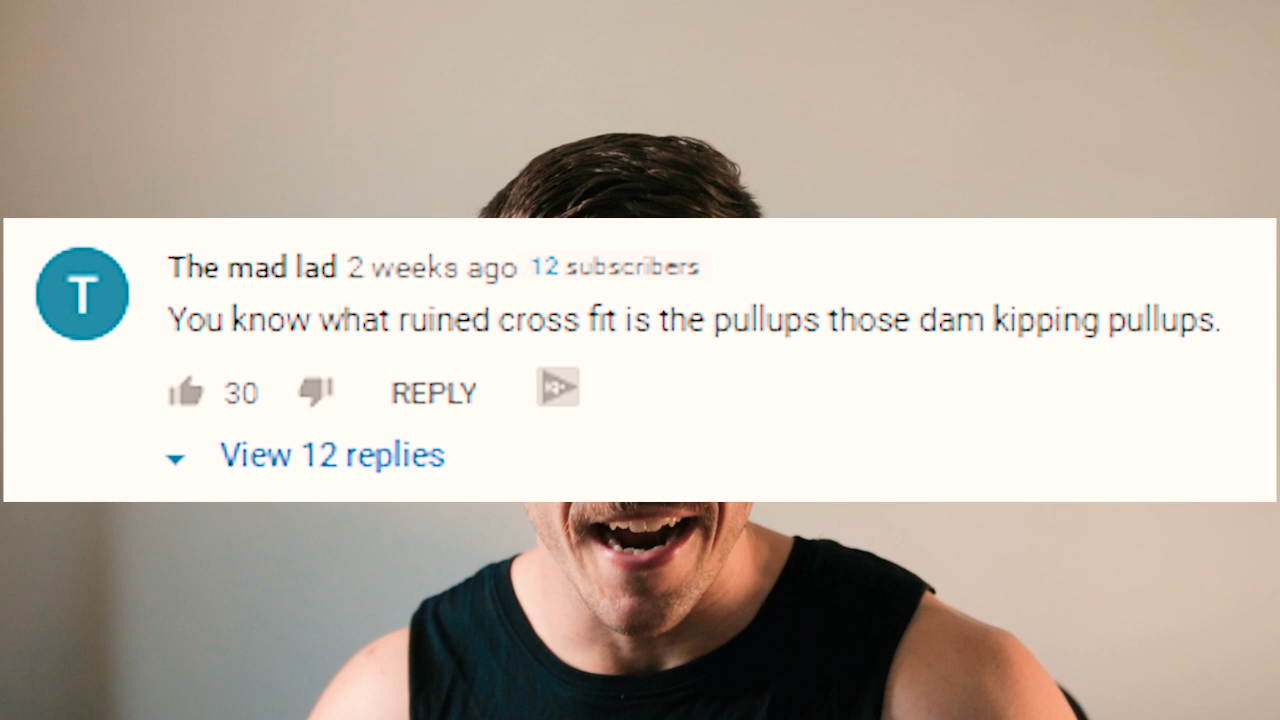 T
The mad lad 2 weeks ago 12 subscribers
You know what ruined cross fit is the pullups those dam kipping pullups.
30 REPLY
View 12 replies